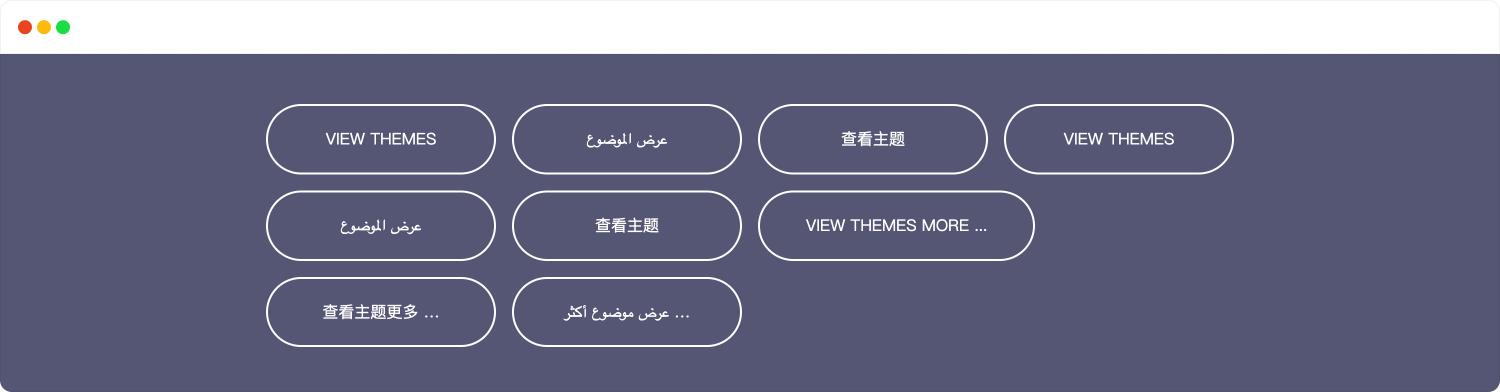 VIEW THEMES
عرض الموضوع
查看主题
VIEW THEMES
عرض الموضوع
查看主题
VIEW THEMES MORE ...
查看主题更多 ...
عرض موضوع أكثر ...